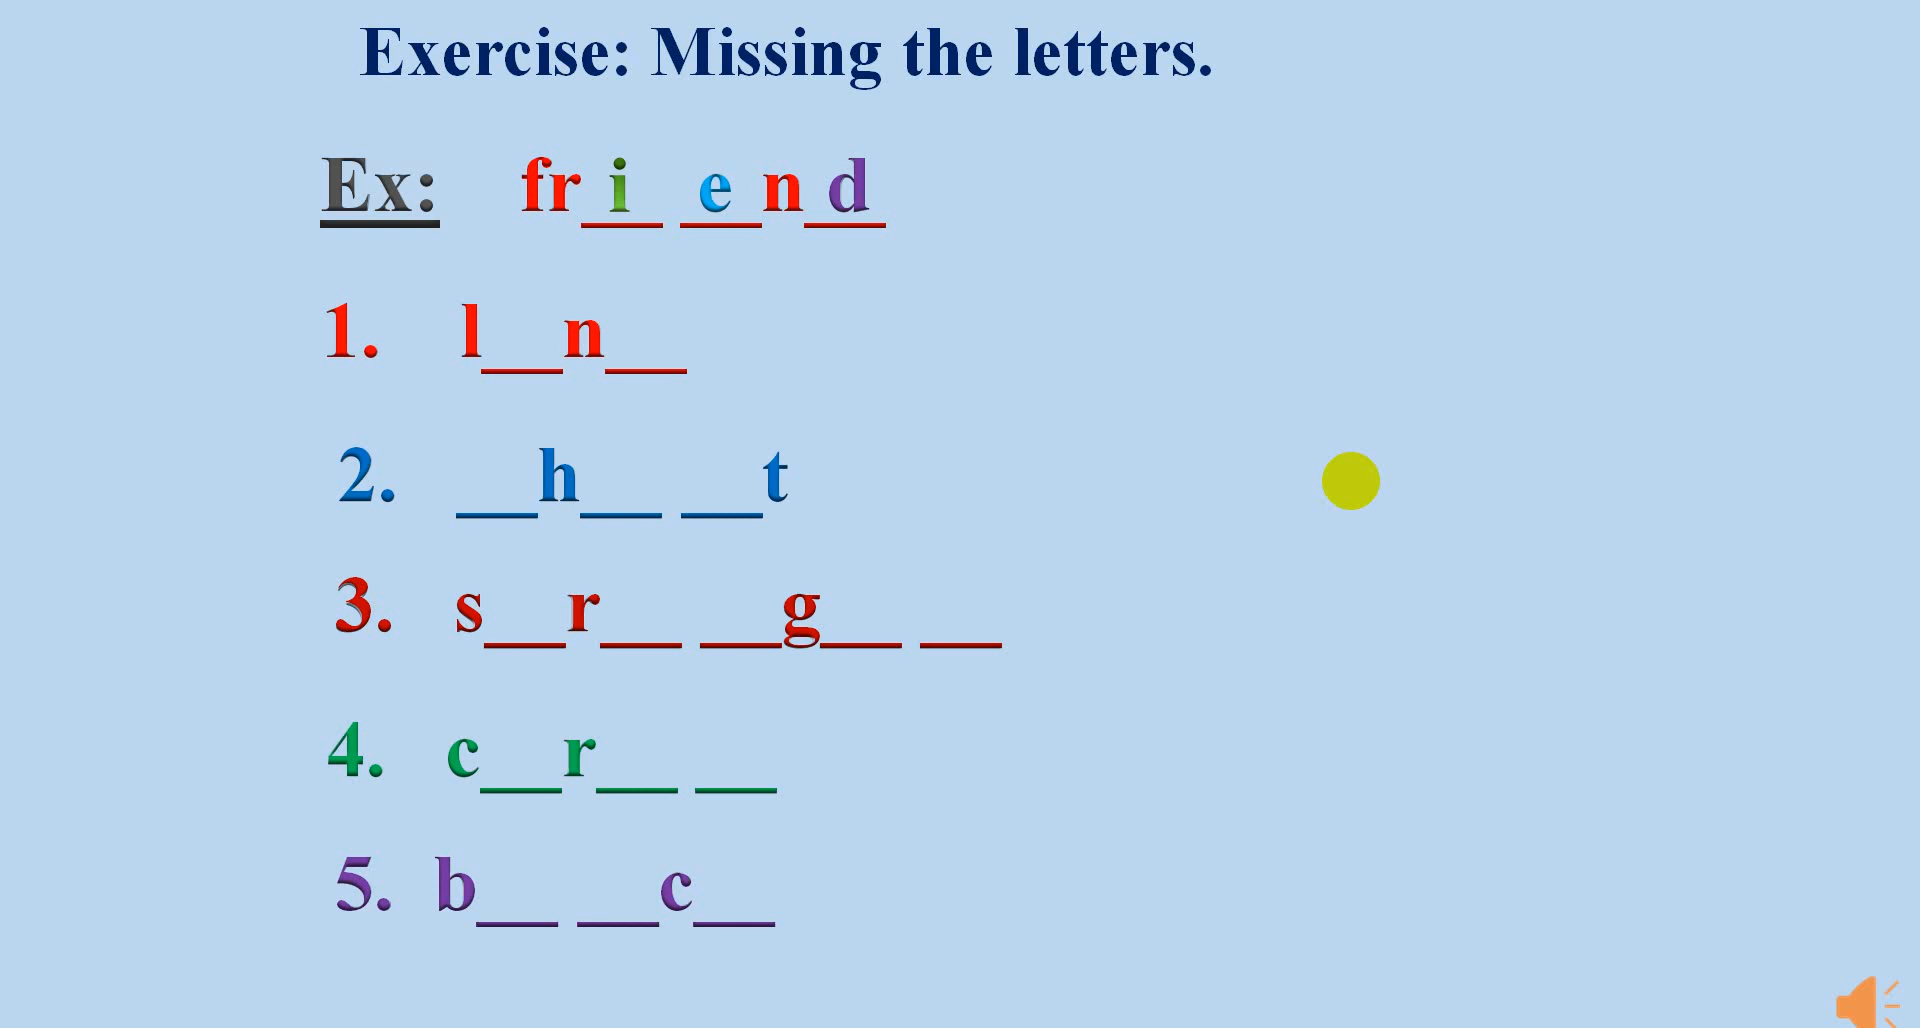 Exercise: Missing the letters.
Ex: fr_i_ _e_n_d_
1. l__n__
2. __h__ __t
3. s__r__ __g__ __
4. c__r__ __
5. b__ __c__